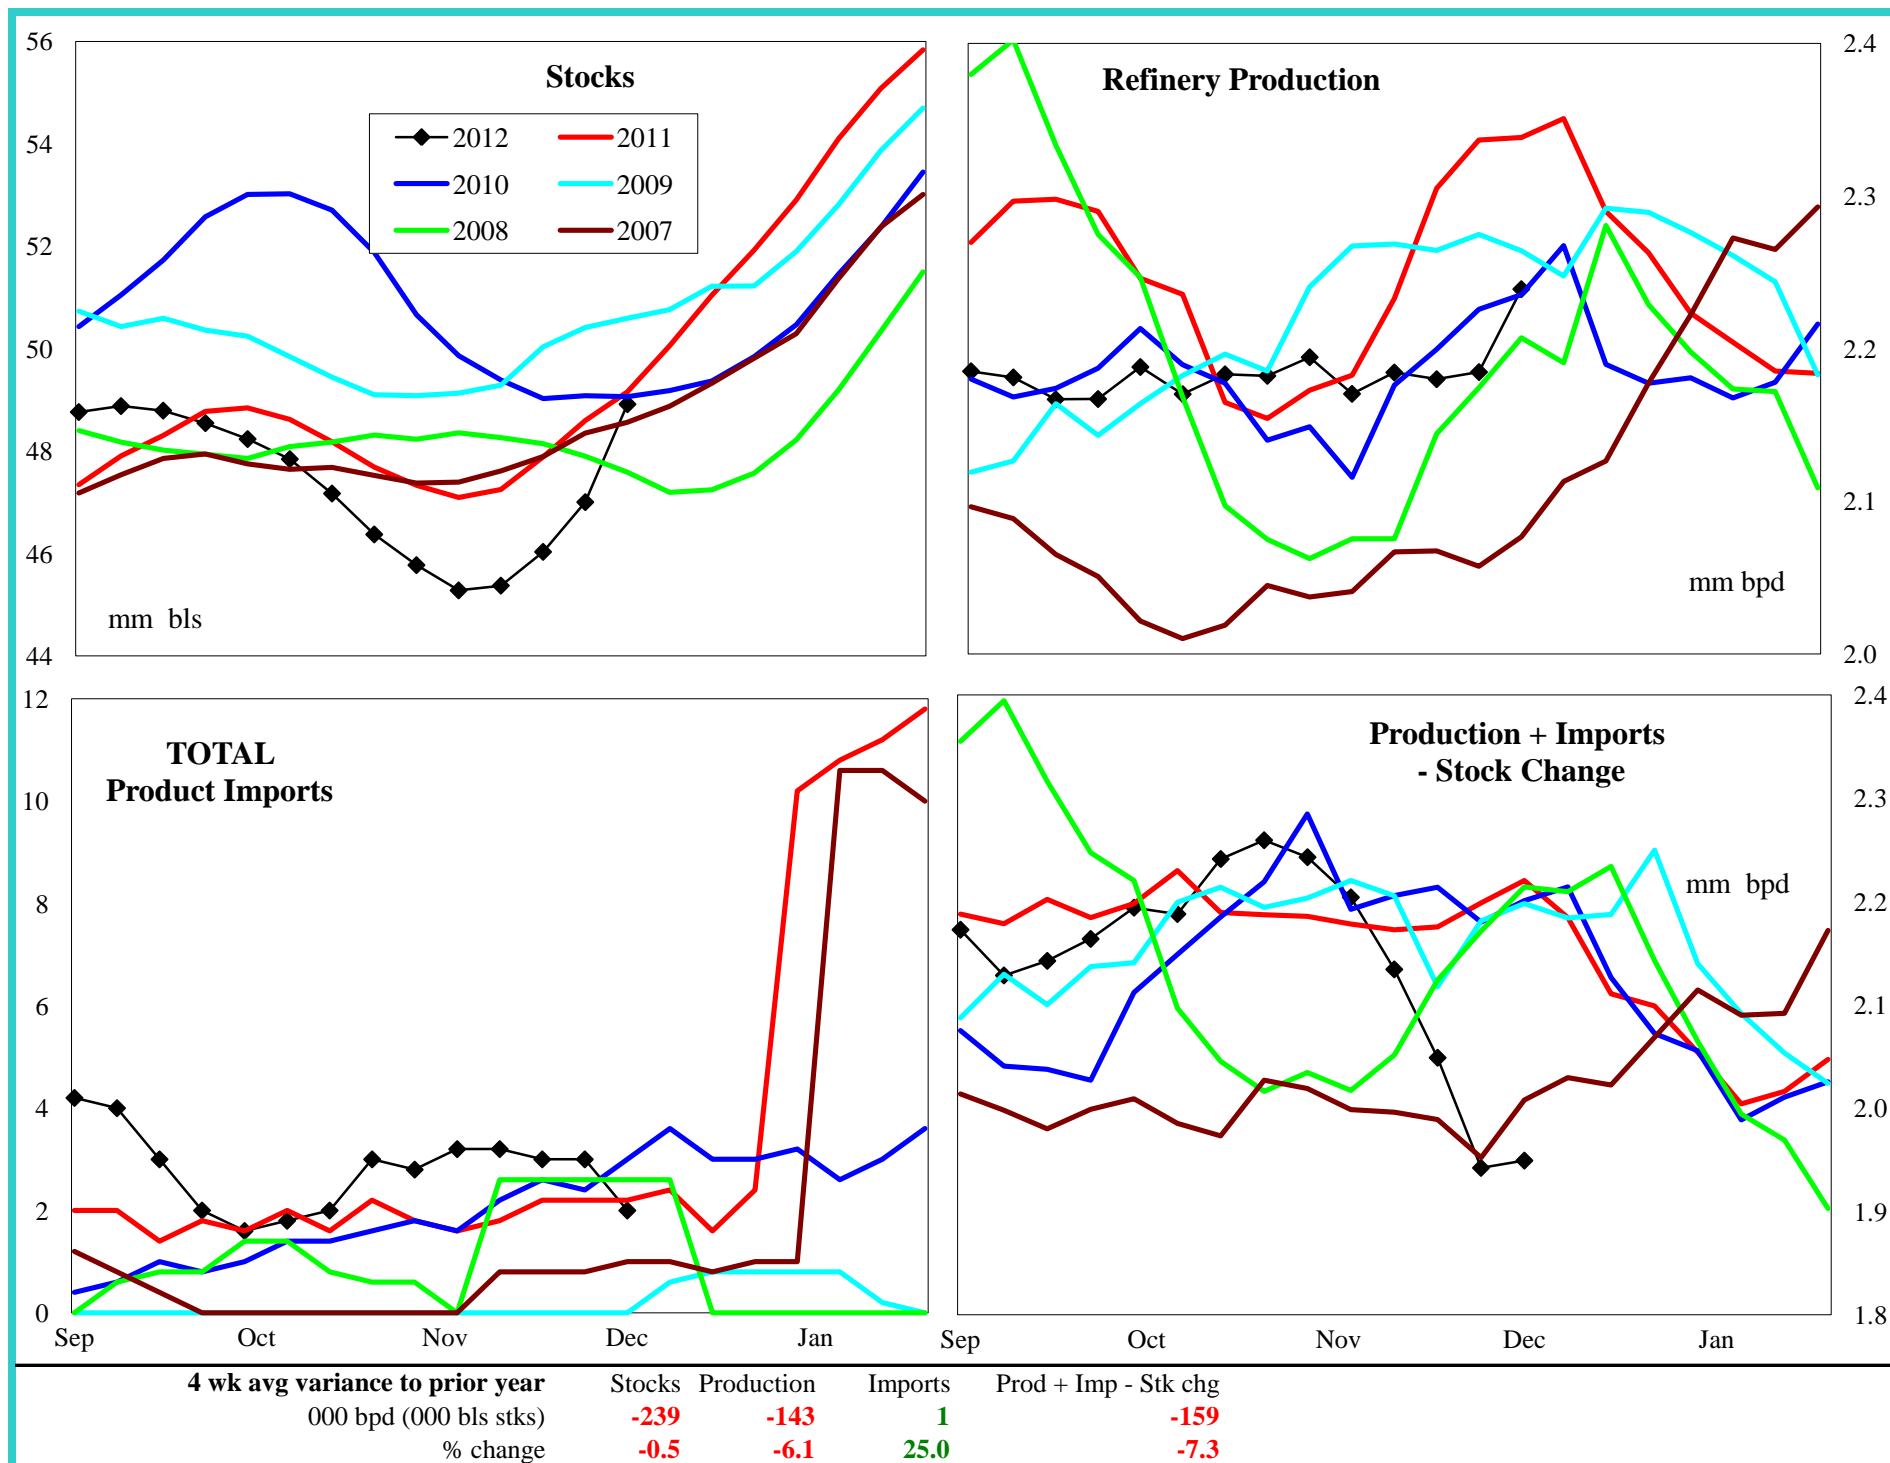 56
54
52
50
48
46
44
Stocks
2012
2011
2010
2009
2008
2007
mm bls
Refinery Production
mm bpd
2.4
2.3
2.2
2.1
2.0
12
10
8
6
4
2
0
TOTAL
Product Imports
Sep Oct Nov Dec Jan
Production + Imports
- Stock Change
mm bpd
2.4
2.3
2.2
2.1
2.0
1.9
1.8
Sep Oct Nov Dec Jan
4 wk avg variance to prior year Stocks Production Imports Prod + Imp - Stk chg
000 bpd (000 bls stks) -239 -143 1 -159
% change -0.5 -6.1 25.0 -7.3